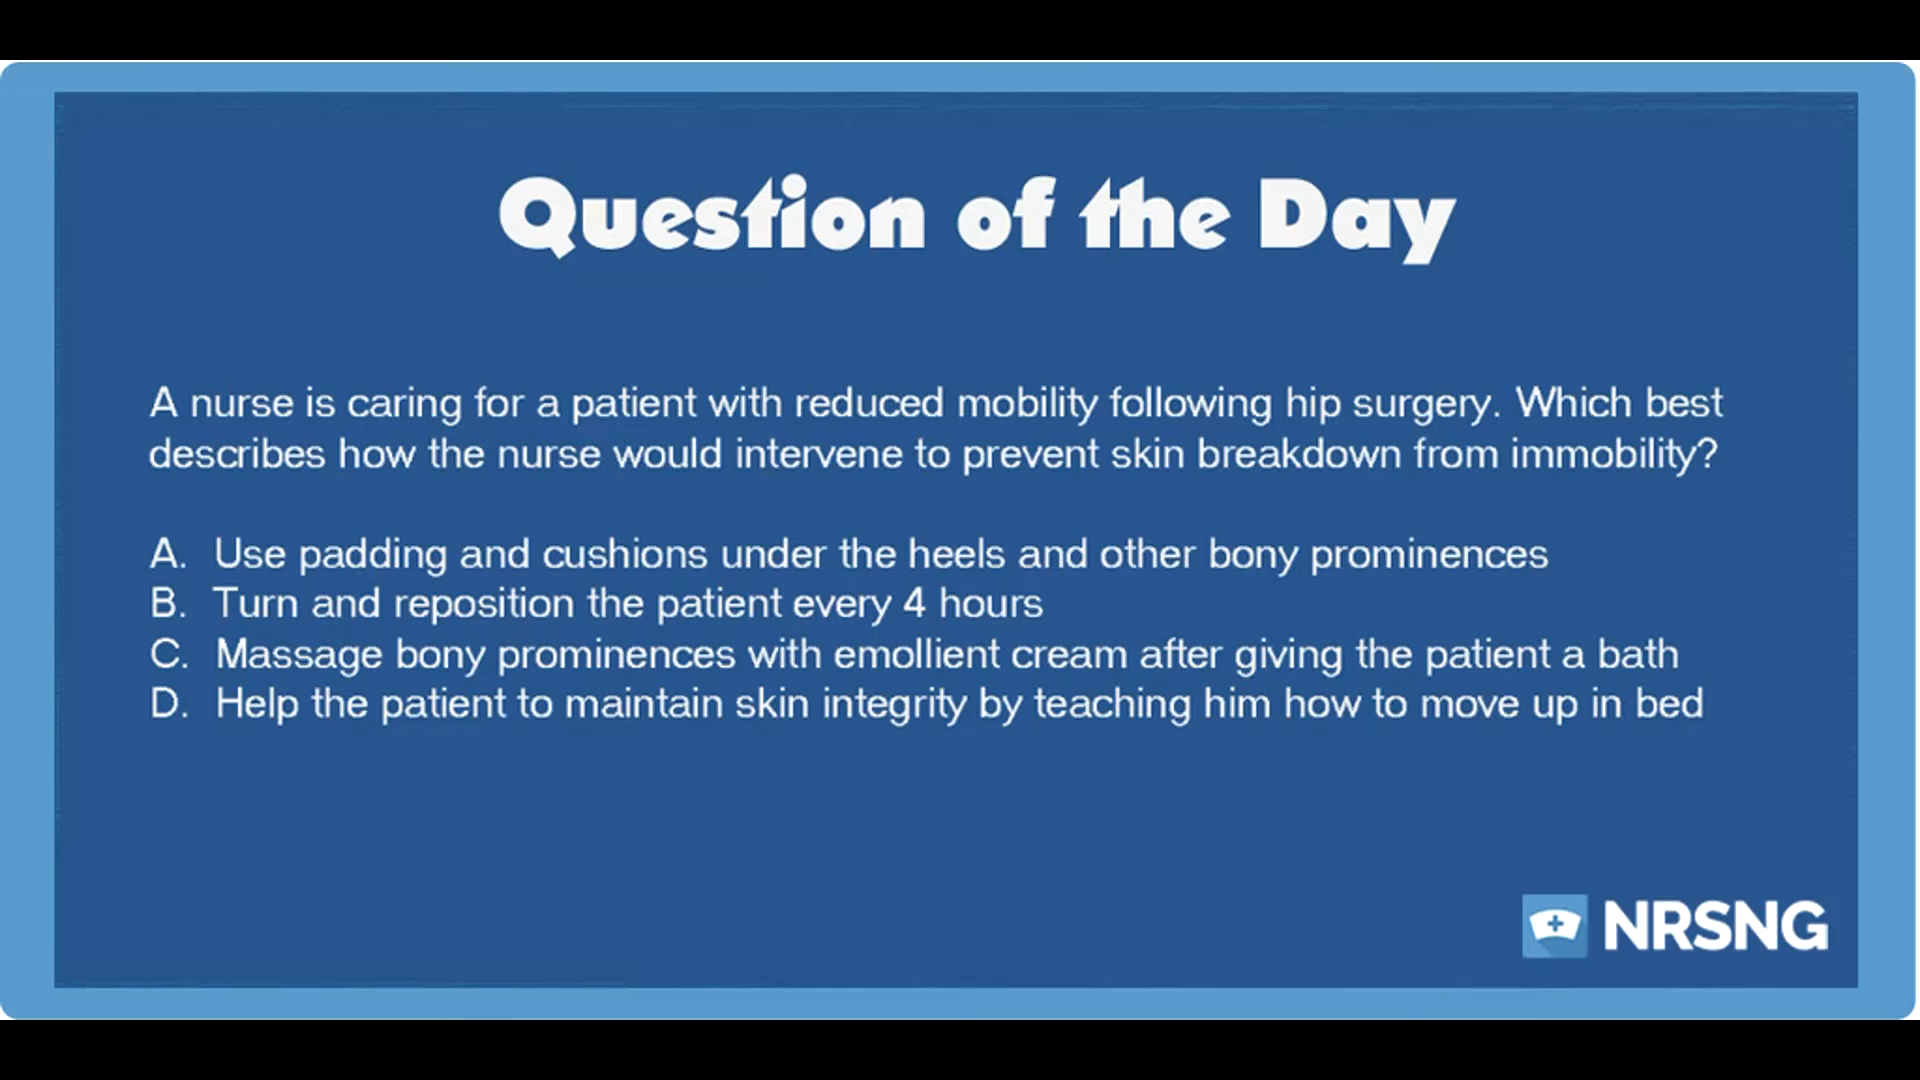 Question of the Day
A nurse is caring for a patient with reduced mobility following hip surgery. Which best
describes how the nurse would intervene to prevent skin breakdown from immobility?
A. Use padding and cushions under the heels and other bony prominences
B. Turn and reposition the patient every 4 hours
C. Massage bony prominences with emollient cream after giving the patient a bath
D. Help the patient to maintain skin integrity by teaching him how to move up in bed
NRSNG